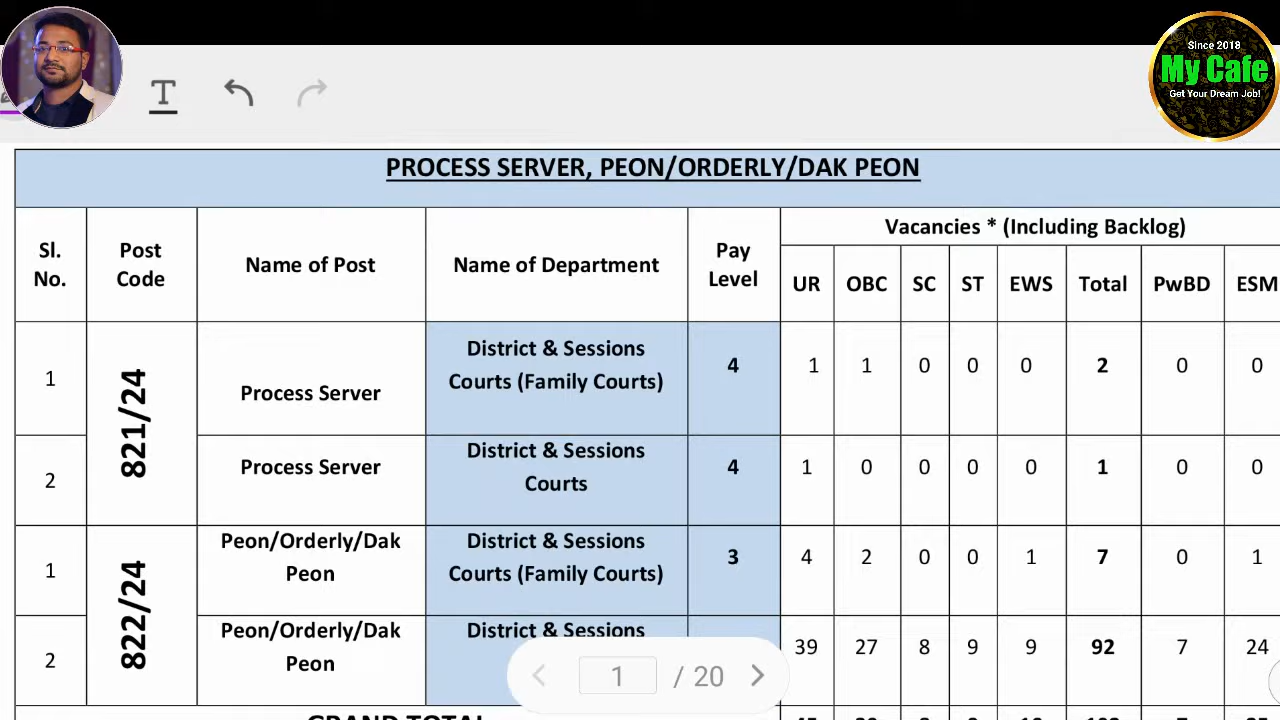 Since 2018
My Cafe
Get Your Dream Job!
T
PROCESS SERVER, PEON/ORDERLY/DAK PEON
Sl. No. Post Code Name of Post Name of Department Pay Level Vacancies * (Including Backlog)
UR OBC SC ST EWS Total PwBD ESM
1 821/24 Process Server District & Sessions Courts (Family Courts) 4 1 1 0 0 0 2 0 0
2 Process Server District & Sessions Courts 4 1 0 0 0 0 1 0 0
1 822/24 Peon/Orderly/Dak Peon District & Sessions Courts (Family Courts) 3 4 2 0 0 1 7 0 1
2 Peon/Orderly/Dak Peon District & Sessions 39 27 8 9 9 92 7 24
GRAND TOTAL
1 / 20